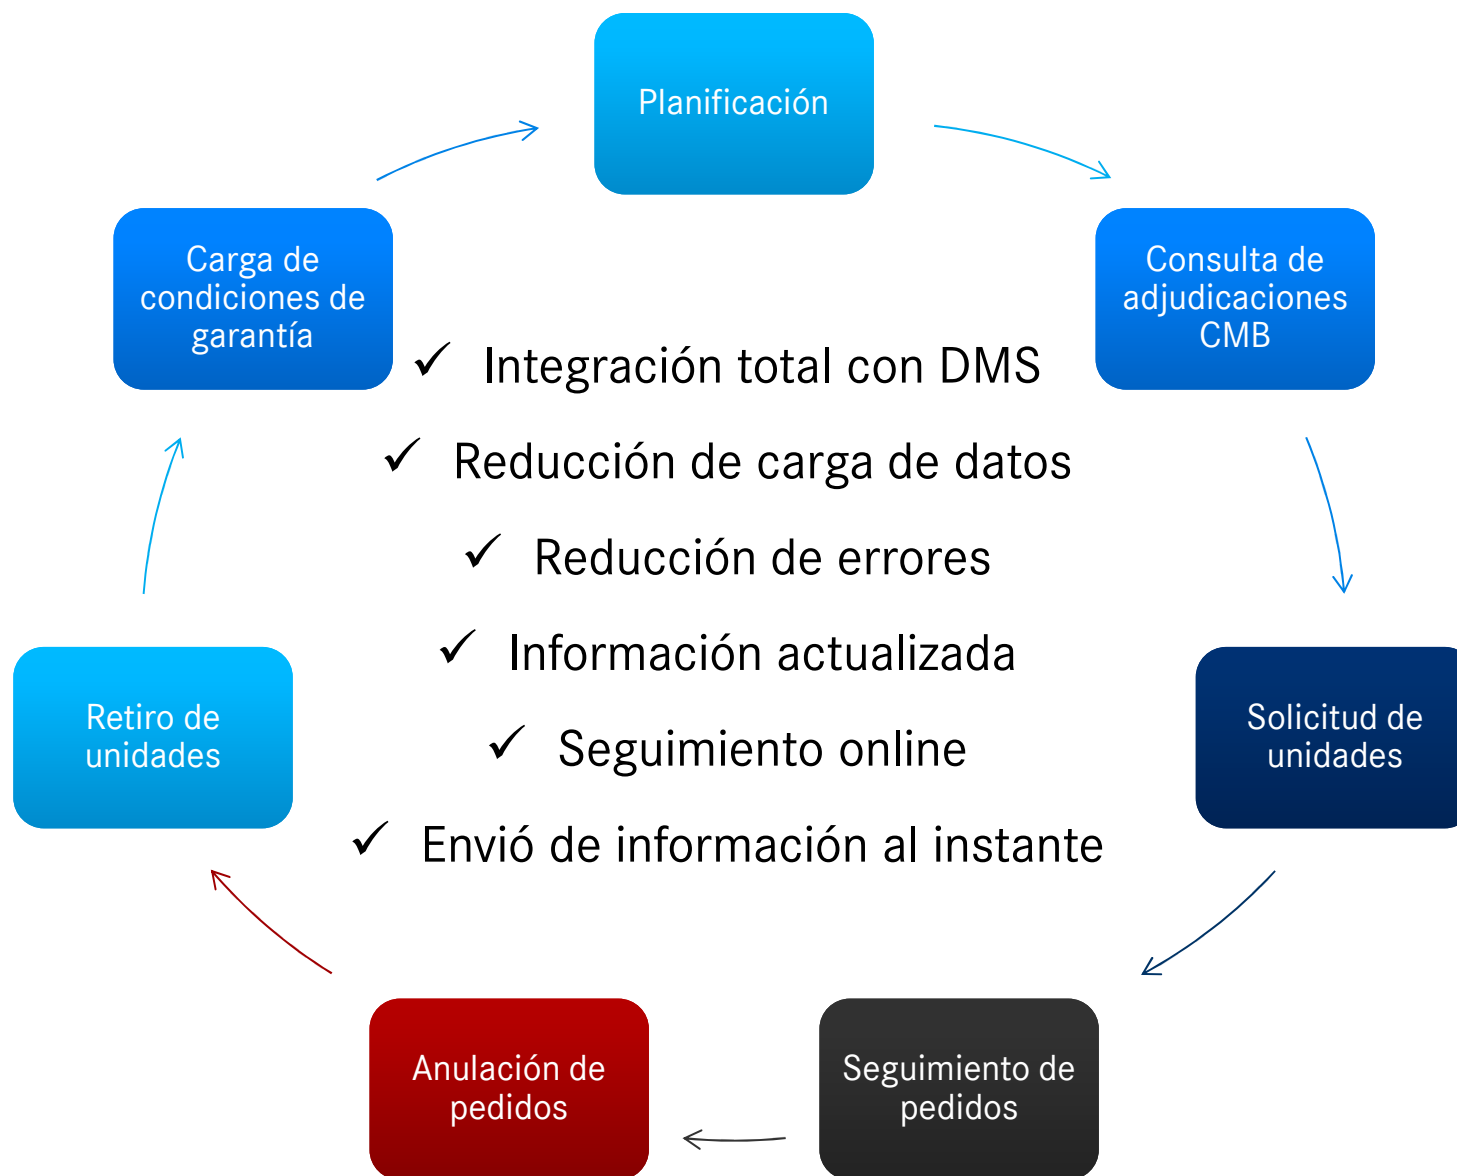 Planificación
Carga de
condiciones de
garantía
Consulta de
adjudicaciones
CMB
✓ Integración total con DMS
✓ Reducción de carga de datos
✓ Reducción de errores
✓ Información actualizada
✓ Seguimiento online
✓ Envió de información al instante
Retiro de
unidades
Solicitud de
unidades
Anulación de
pedidos
Seguimiento de
pedidos